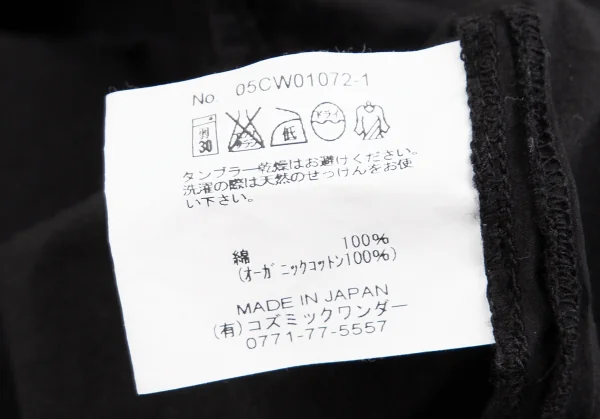 No. 05CW01072-1
30
低
ドライ
タンブラー乾燥はお避けください。
洗濯の際は天然のせっけんをお使
い下さい。
綿 100%
(オーガニックコットン100%)
MADE IN JAPAN
(有)コズミックワンダー
0771-77-5557